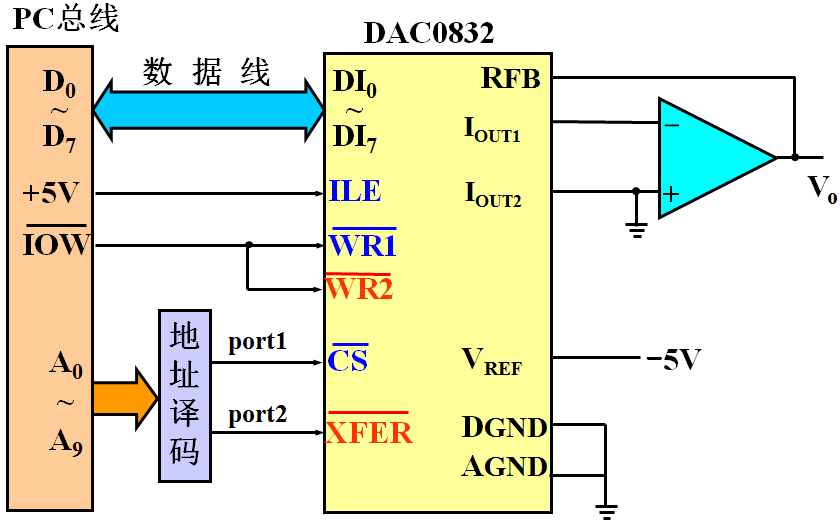 PC总线
DAC0832
D0
~
D7
数 据 线
DI0
~
DI7
RFB
IOUT1
−
+5V
ILE
IOUT2
+
Vo
IOW
WR1
WR2
地址译码
port1
CS
VREF
−5V
A0
~
A9
port2
XFER
DGND
AGND